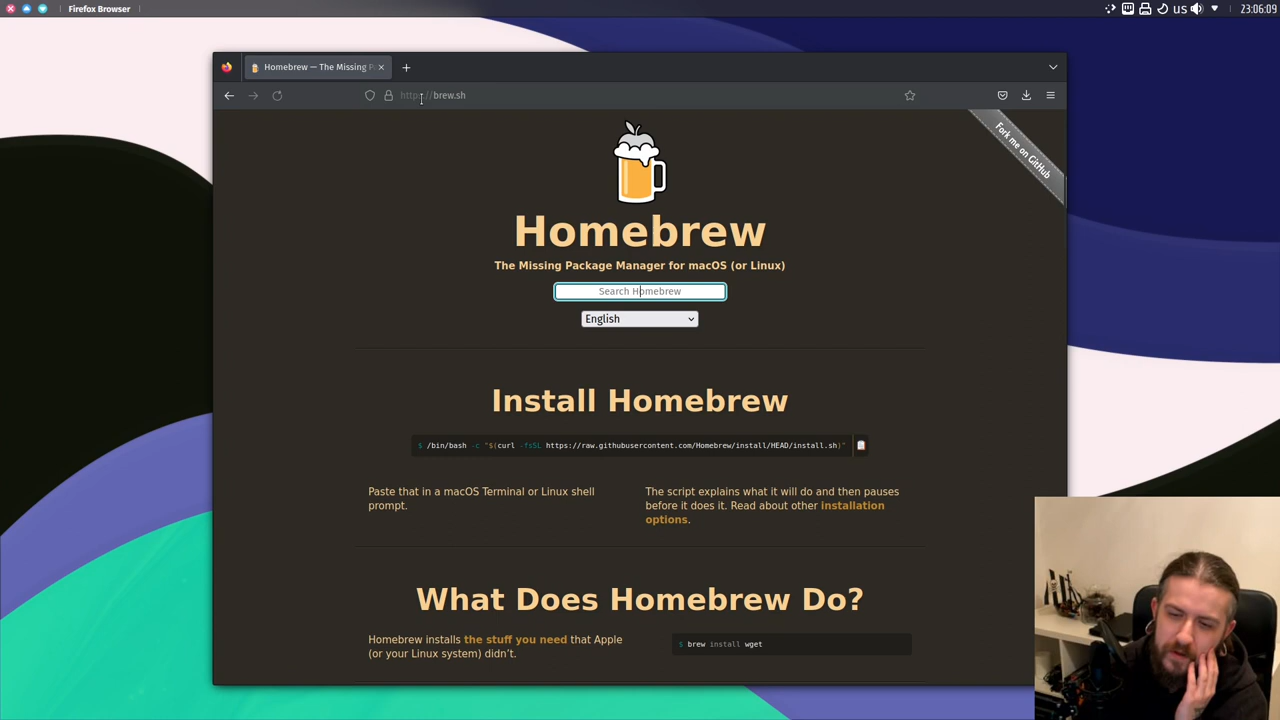 Firefox Browser
us
23:06:09
Homebrew — The Missing P
https://brew.sh
Fork me on GitHub
Homebrew
The Missing Package Manager for macOS (or Linux)
Search Homebrew
English
Install Homebrew
$ /bin/bash -c "$(curl -fsSL https://raw.githubusercontent.com/Homebrew/install/HEAD/install.sh)"
Paste that in a macOS Terminal or Linux shell
prompt.
The script explains what it will do and then pauses
before it does it. Read about other installation
options.
What Does Homebrew Do?
Homebrew installs the stuff you need that Apple
(or your Linux system) didn’t.
$ brew install wget